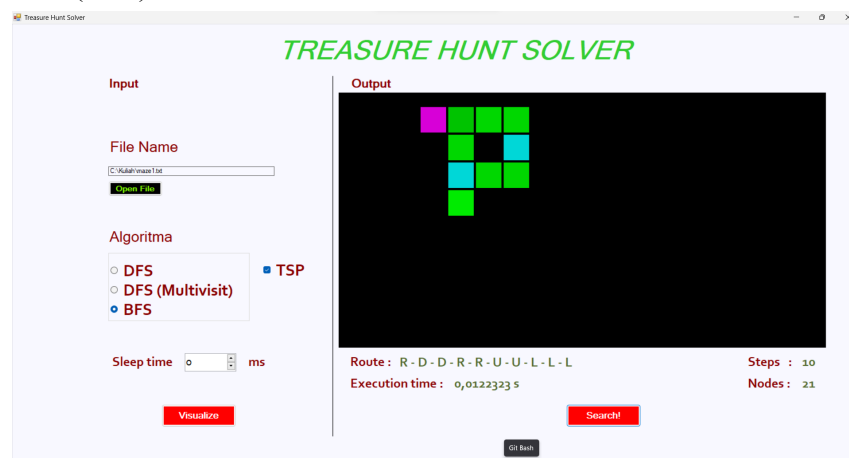 Treasure Hunt Solver
TREASURE HUNT SOLVER
Input
Output
File Name
C:\Kuliah\maze1.txt
Open File
Algoritma
DFS
TSP
DFS (Multivisit)
BFS
Sleep time 0 ms
Route : R - D - D - R - R - U - U - L - L - L
Steps : 10
Execution time : 0,0122323 s
Nodes : 21
Visualize
Search!
Git Bash